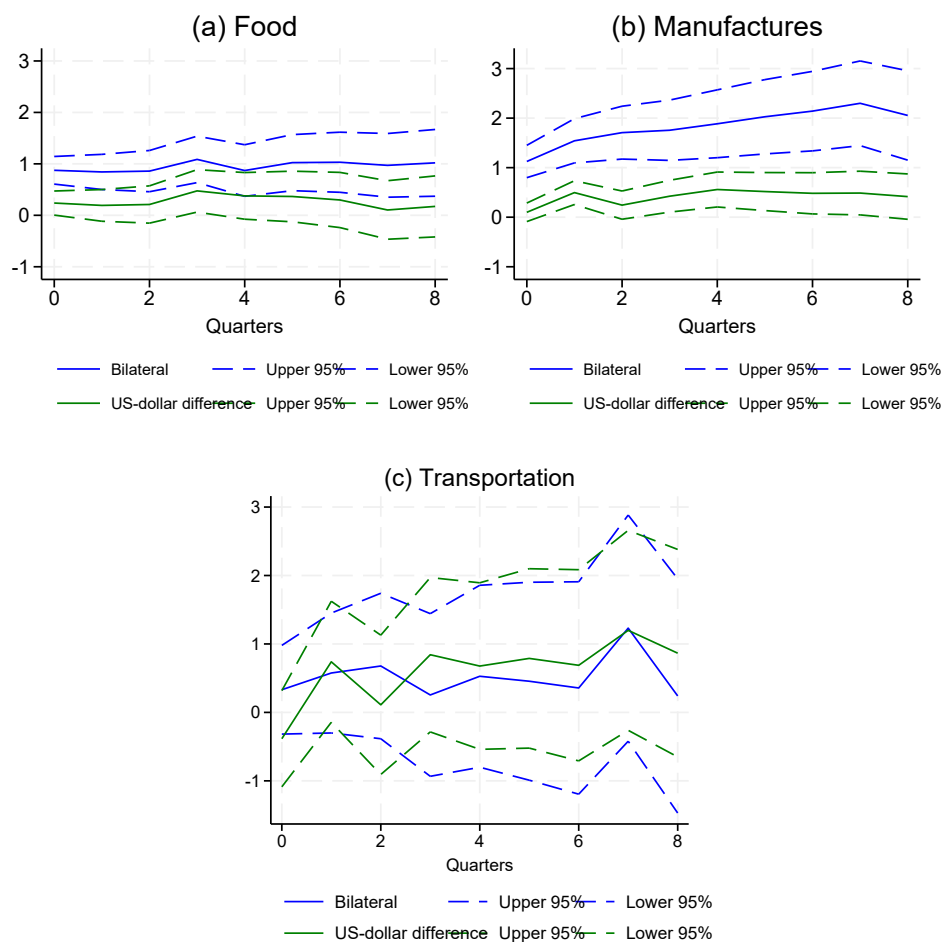 (a) Food
(b) Manufactures
3
2
1
0
-1
0 2 4 6 8
Quarters
Bilateral Upper 95% Lower 95%
US-dollar difference Upper 95% Lower 95%
3
2
1
0
-1
0 2 4 6 8
Quarters
Bilateral Upper 95% Lower 95%
US-dollar difference Upper 95% Lower 95%
(c) Transportation
3
2
1
0
-1
0 2 4 6 8
Quarters
Bilateral Upper 95% Lower 95%
US-dollar difference Upper 95% Lower 95%